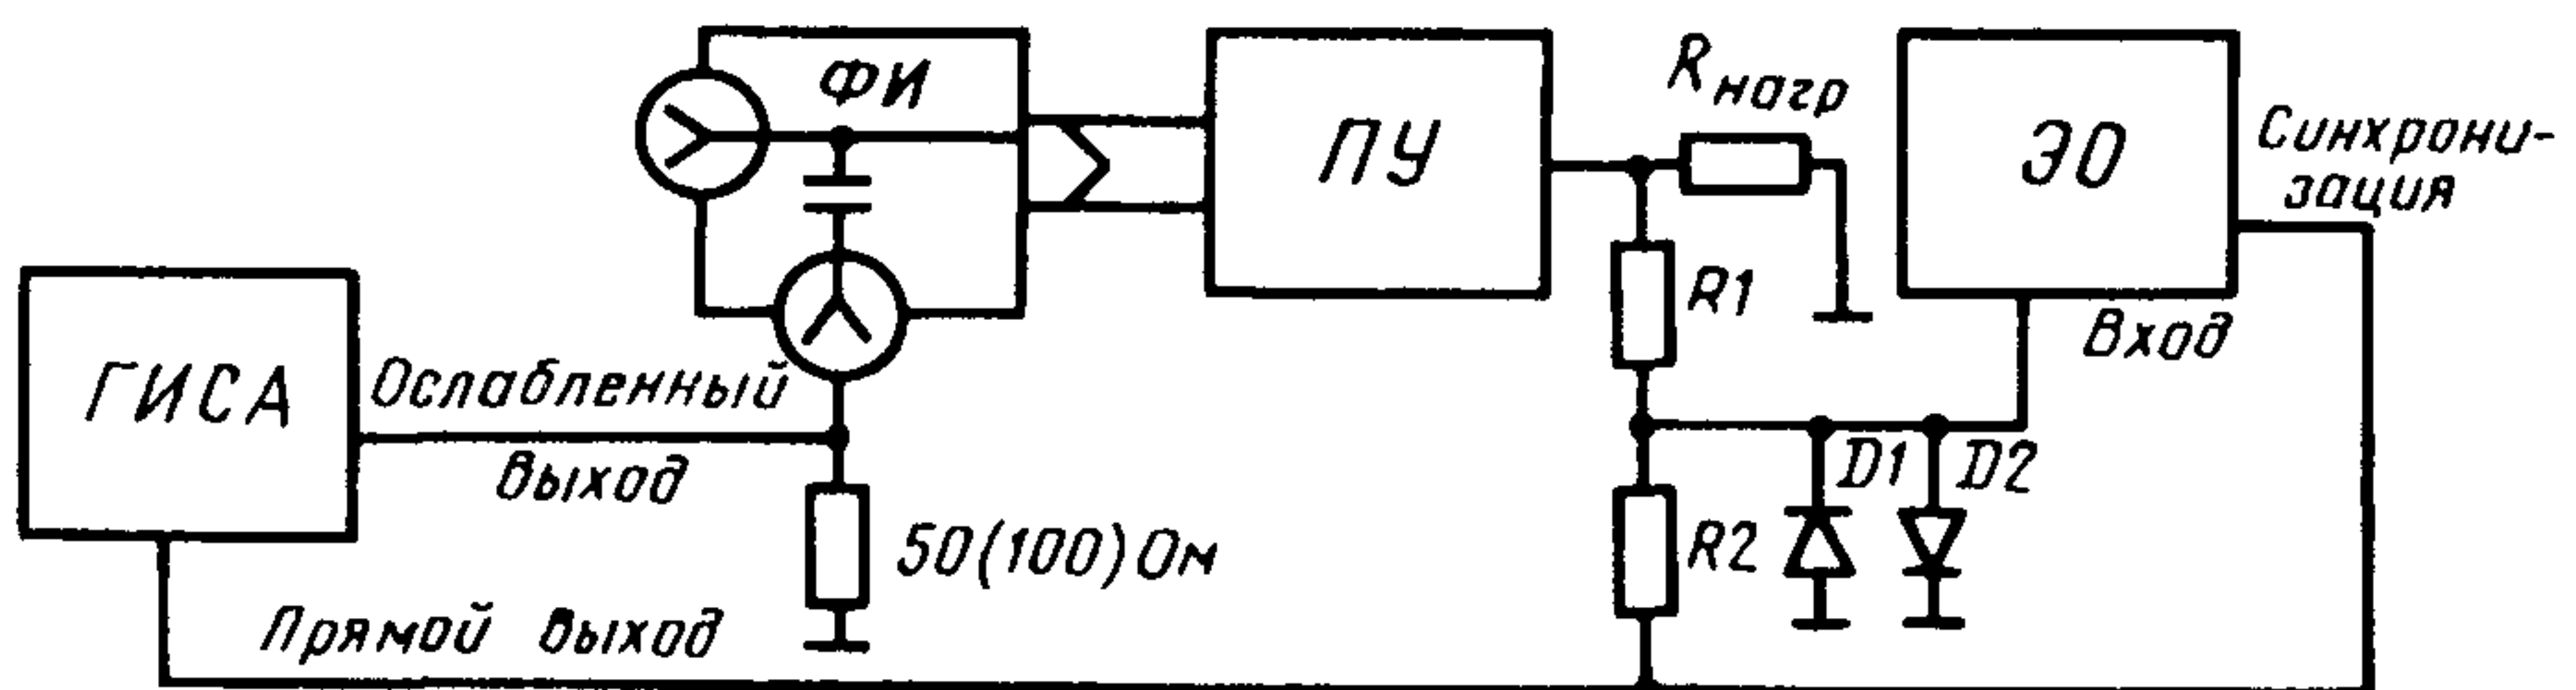 ФИ
ПУ
Rнагр
ЭО
Синхрони-
зация
R1
Вход
ГИСА
Ослабленный
выход
D1
D2
50(100)Ом
R2
Прямой выход